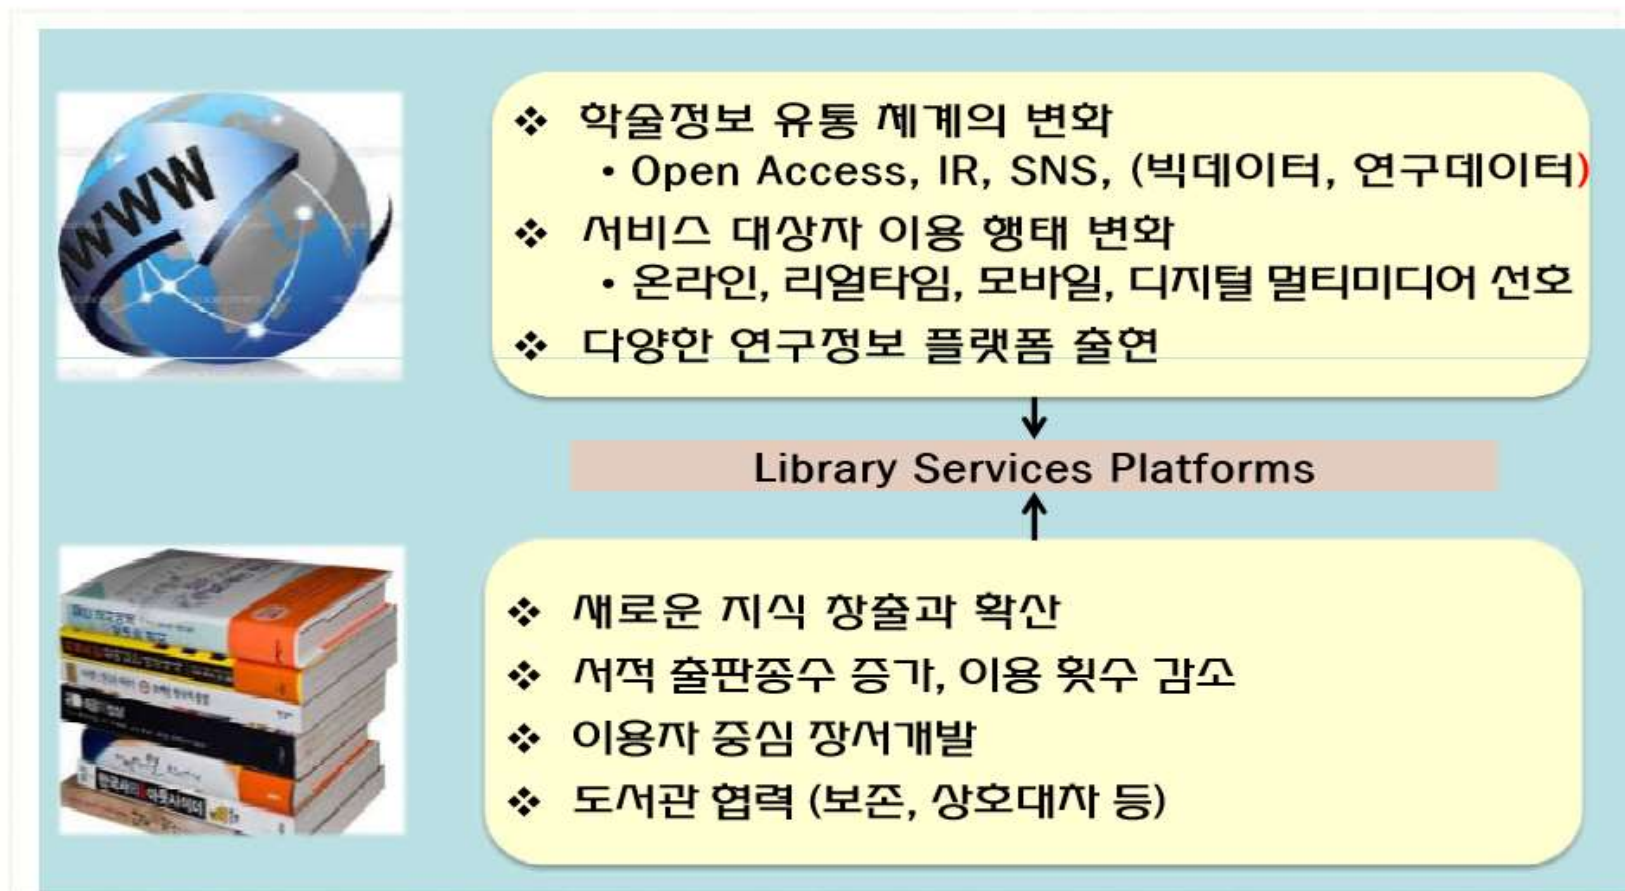 WWW
❖ 학술정보 유통 체계의 변화
• Open Access, IR, SNS, (빅데이터, 연구데이터)
❖ 서비스 대상자 이용 행태 변화
• 온라인, 리얼타임, 모바일, 디지털 멀티미디어 선호
❖ 다양한 연구정보 플랫폼 출현
Library Services Platforms
❖ 새로운 지식 창출과 확산
❖ 서적 출판종수 증가, 이용 횟수 감소
❖ 이용자 중심 장서개발
❖ 도서관 협력 (보존, 상호대차 등)